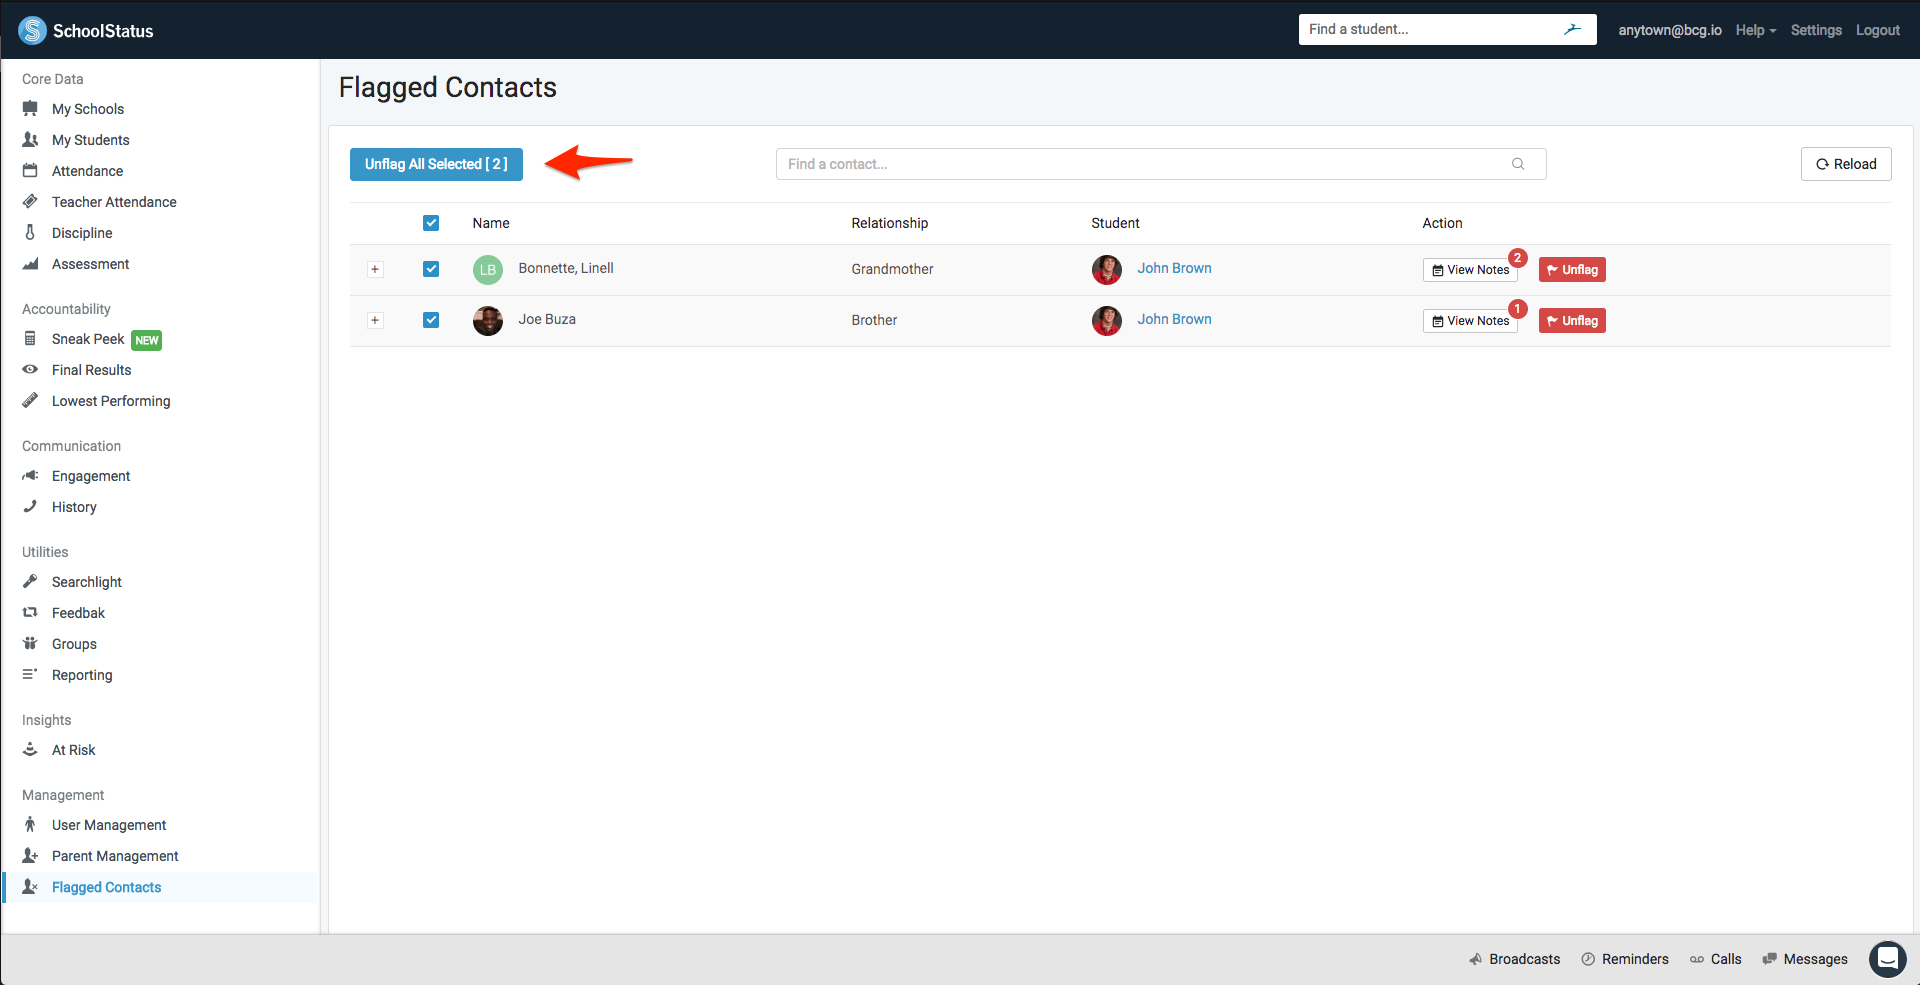 SchoolStatus
Find a student...
anytown@bcg.io Help Settings Logout
Core Data
My Schools
My Students
Attendance
Teacher Attendance
Discipline
Assessment
Accountability
Sneak Peek NEW
Final Results
Lowest Performing
Communication
Engagement
History
Utilities
Searchlight
Feedbak
Groups
Reporting
Insights
At Risk
Management
User Management
Parent Management
Flagged Contacts
Flagged Contacts
Unflag All Selected [ 2 ]
Find a contact...
Reload
Name Relationship Student Action
LB Bonnette, Linell Grandmother John Brown View Notes 2 Unflag
Joe Buza Brother John Brown View Notes 1 Unflag
Broadcasts Reminders Calls Messages